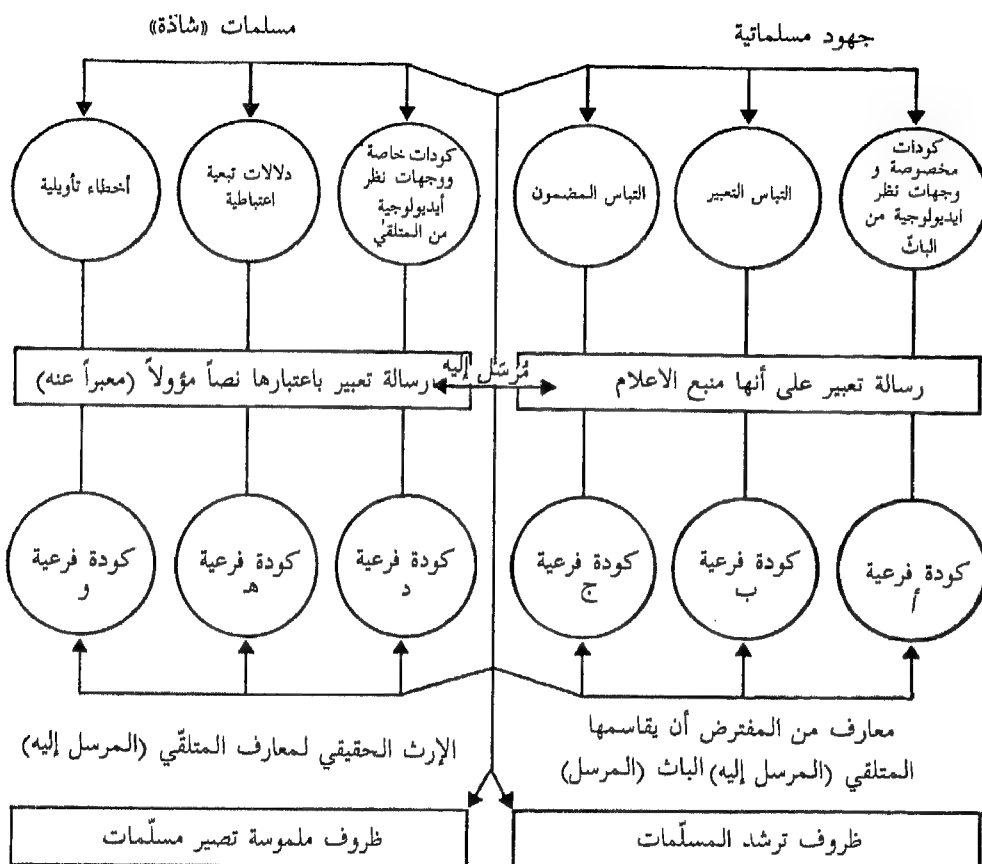 جهود مسلماتية
مسلمات «شاذة»
كودات
مخصوصة و
وجهات نظر
ايديولوجية من
الباثّ
التباس التعبير
التباس المضمون
كودات خاصة
ووجهات نظر
أيديولوجية
من المتلقي
دلالات تبعية
اعتباطية
أخطاء تأويلية
رسالة تعبير على أنها منبع الاعلام
مُرسَل إليه
رسالة تعبير باعتبارها نصاً مؤولاً (معبراً عنه)
كودة فرعية
أ
كودة فرعية
ب
كودة فرعية
ج
كودة فرعية
د
كودة فرعية
هـ
كودة فرعية
و
معارف من المفترض أن يقاسمها
المتلقي (المرسل إليه) الباث (المرسل)
الإرث الحقيقي لمعارف المتلقّي (المرسل إليه)
ظروف ترشد المسلّمات
ظروف ملموسة تصير مسلّمات